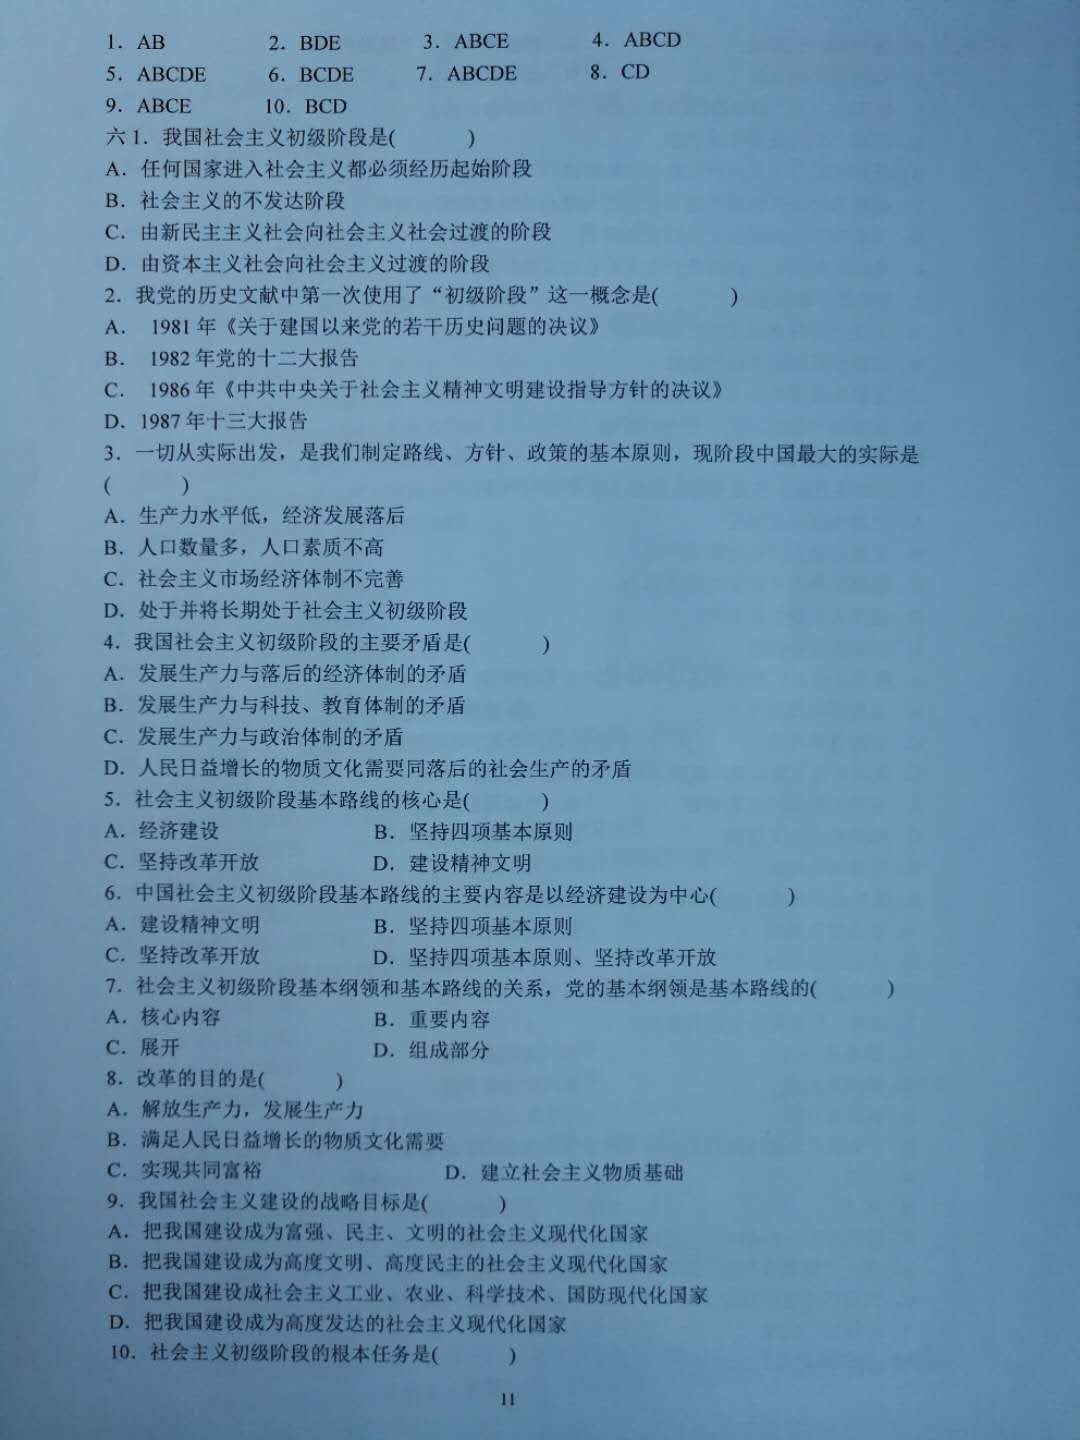 1．AB 2．BDE 3．ABCE 4．ABCD
5．ABCDE 6．BCDE 7．ABCDE 8．CD
9．ABCE 10．BCD
六 1．我国社会主义初级阶段是( )
A．任何国家进入社会主义都必须经历起始阶段
B．社会主义的不发达阶段
C．由新民主主义社会向社会主义社会过渡的阶段
D．由资本主义社会向社会主义过渡的阶段
2．我党的历史文献中第一次使用了“初级阶段”这一概念是( )
A． 1981 年《关于建国以来党的若干历史问题的决议》
B． 1982 年党的十二大报告
C． 1986 年《中共中央关于社会主义精神文明建设指导方针的决议》
D．1987 年十三大报告
3．一切从实际出发，是我们制定路线、方针、政策的基本原则，现阶段中国最大的实际是
( )
A．生产力水平低，经济发展落后
B．人口数量多，人口素质不高
C．社会主义市场经济体制不完善
D．处于并将长期处于社会主义初级阶段
4．我国社会主义初级阶段的主要矛盾是( )
A．发展生产力与落后的经济体制的矛盾
B．发展生产力与科技、教育体制的矛盾
C．发展生产力与政治体制的矛盾
D．人民日益增长的物质文化需要同落后的社会生产的矛盾
5．社会主义初级阶段基本路线的核心是( )
A．经济建设 B．坚持四项基本原则
C．坚持改革开放 D．建设精神文明
6．中国社会主义初级阶段基本路线的主要内容是以经济建设为中心( )
A．建设精神文明 B．坚持四项基本原则
C．坚持改革开放 D．坚持四项基本原则、坚持改革开放
7．社会主义初级阶段基本纲领和基本路线的关系，党的基本纲领是基本路线的( )
A．核心内容 B．重要内容
C．展开 D．组成部分
8．改革的目的是( )
A．解放生产力，发展生产力
B．满足人民日益增长的物质文化需要
C．实现共同富裕 D．建立社会主义物质基础
9．我国社会主义建设的战略目标是( )
A．把我国建设成为富强、民主、文明的社会主义现代化国家
B．把我国建设成为高度文明、高度民主的社会主义现代化国家
C．把我国建设成社会主义工业、农业、科学技术、国防现代化国家
D．把我国建设成为高度发达的社会主义现代化国家
10．社会主义初级阶段的根本任务是( )
11